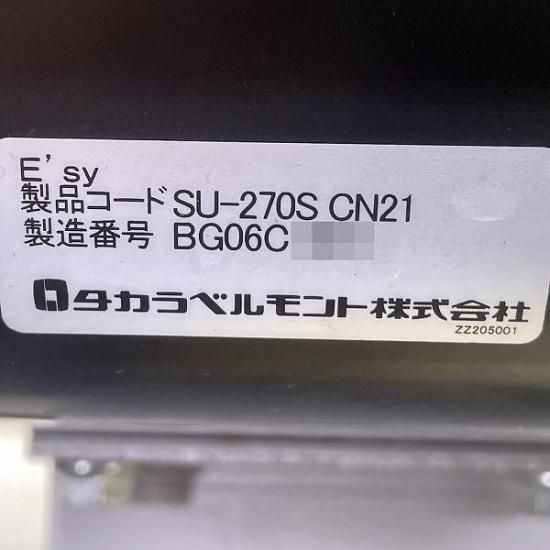 E'sy
製品コード SU-270S CN21
製造番号 BG06C
タカラベルモント株式会社
ZZ205001